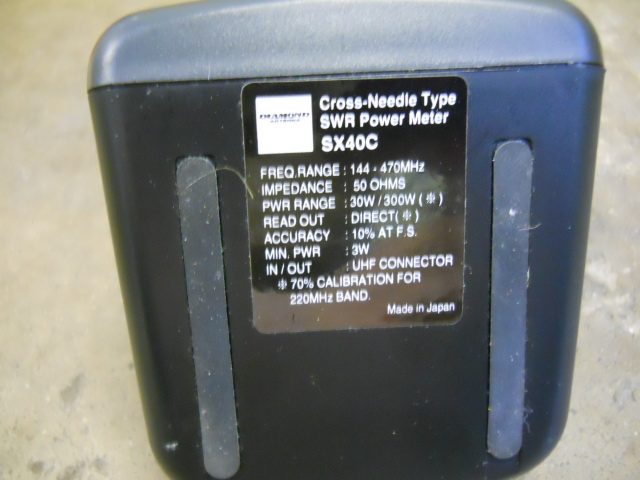 DIAMOND
ANTENNA
Cross-Needle Type
SWR Power Meter
SX40C
FREQ.RANGE : 144 - 470MHz
IMPEDANCE : 50 OHMS
PWR RANGE : 30W / 300W ( ※ )
READ OUT : DIRECT( ※ )
ACCURACY : 10% AT F.S.
MIN. PWR : 3W
IN / OUT : UHF CONNECTOR
※ 70% CALIBRATION FOR
220MHz BAND.
Made in Japan